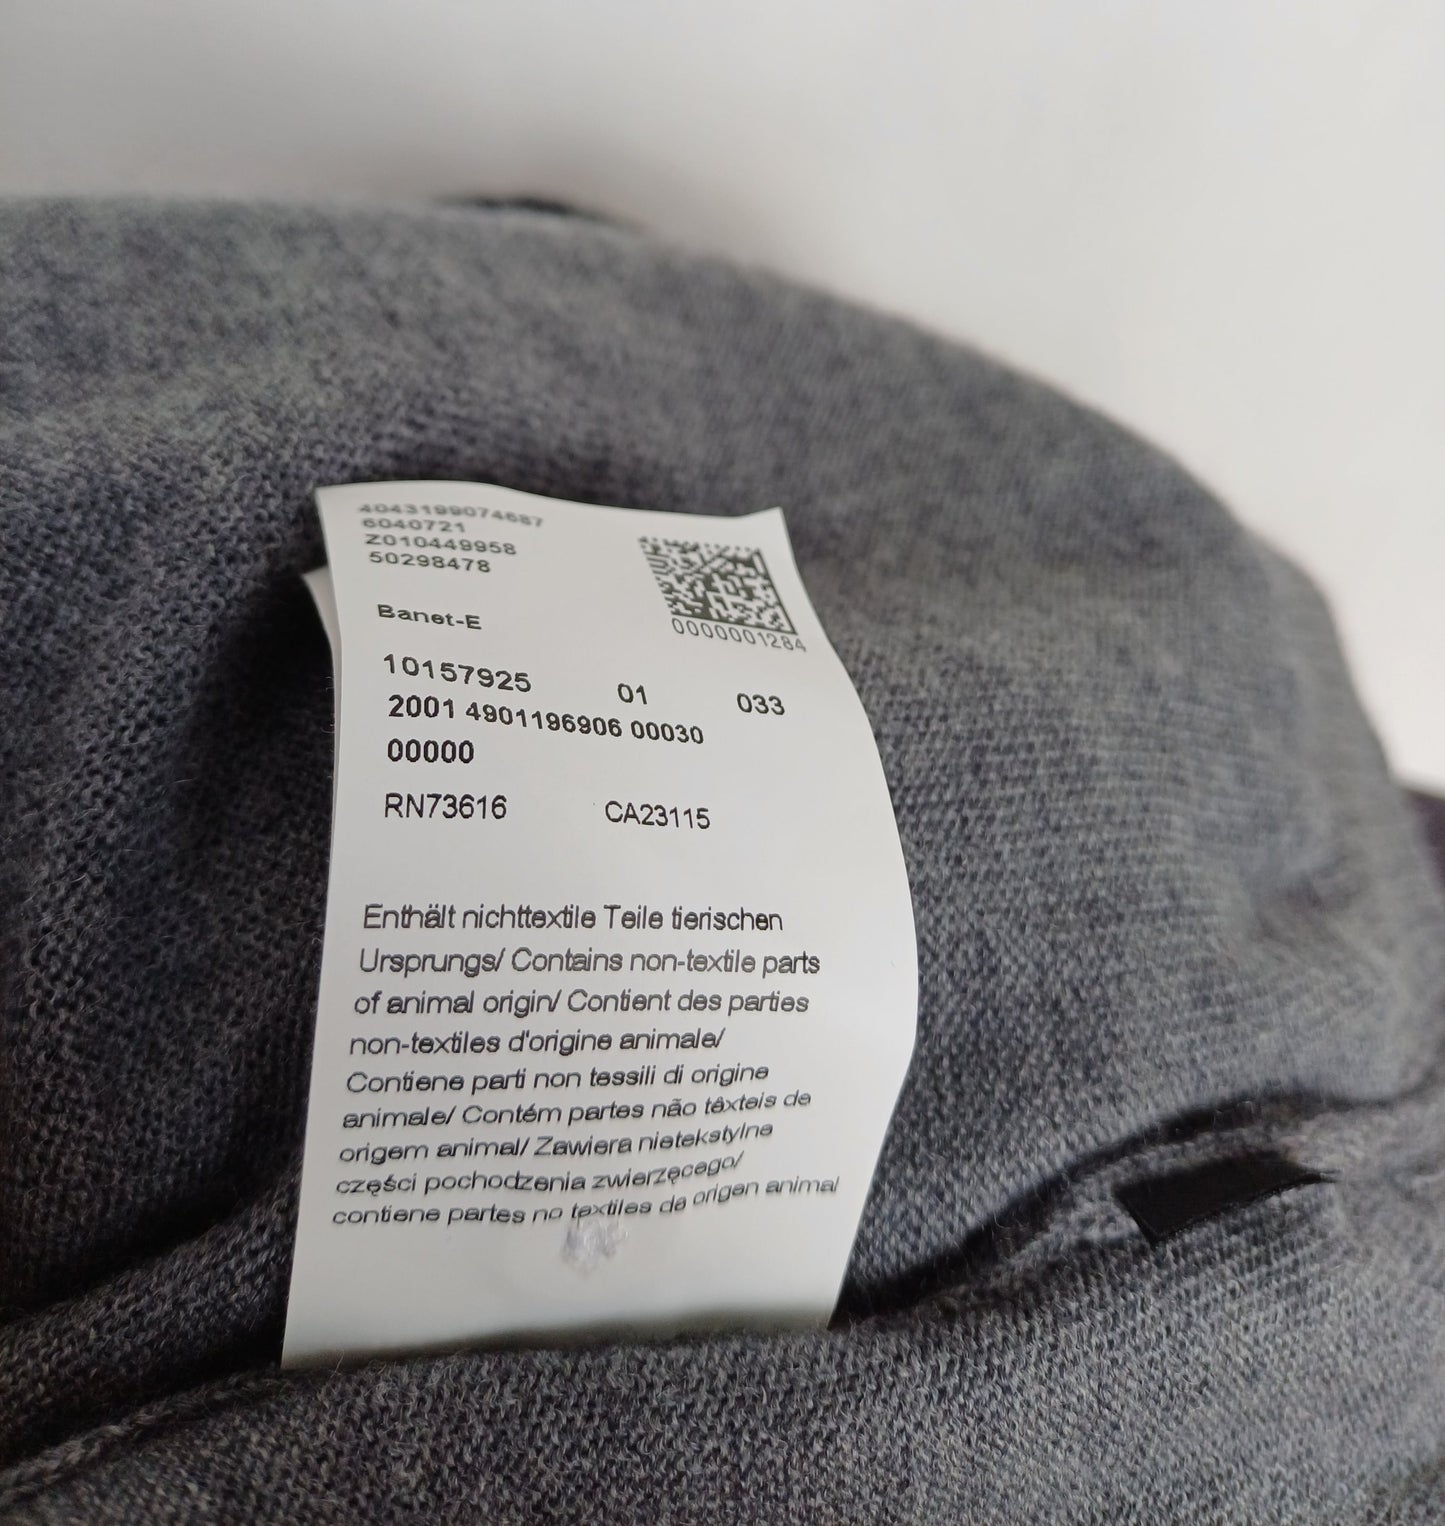 4043199074687
6040721
Z010449958
50298478
0000001284
Banet-E
10157925 01 033
2001 4901196906 00030
00000
RN73616 CA23115
Enthält nichttextile Teile tierischen
Ursprungs/ Contains non-textile parts
of animal origin/ Contient des parties
non-textiles d'origine animale/
Contiene parti non tessili di origine
animale/ Contém partes não têxteis de
origem animal/ Zawiera nietekstylne
części pochodzenia zwierzęcego/
contiene partes no textiles de origen animal